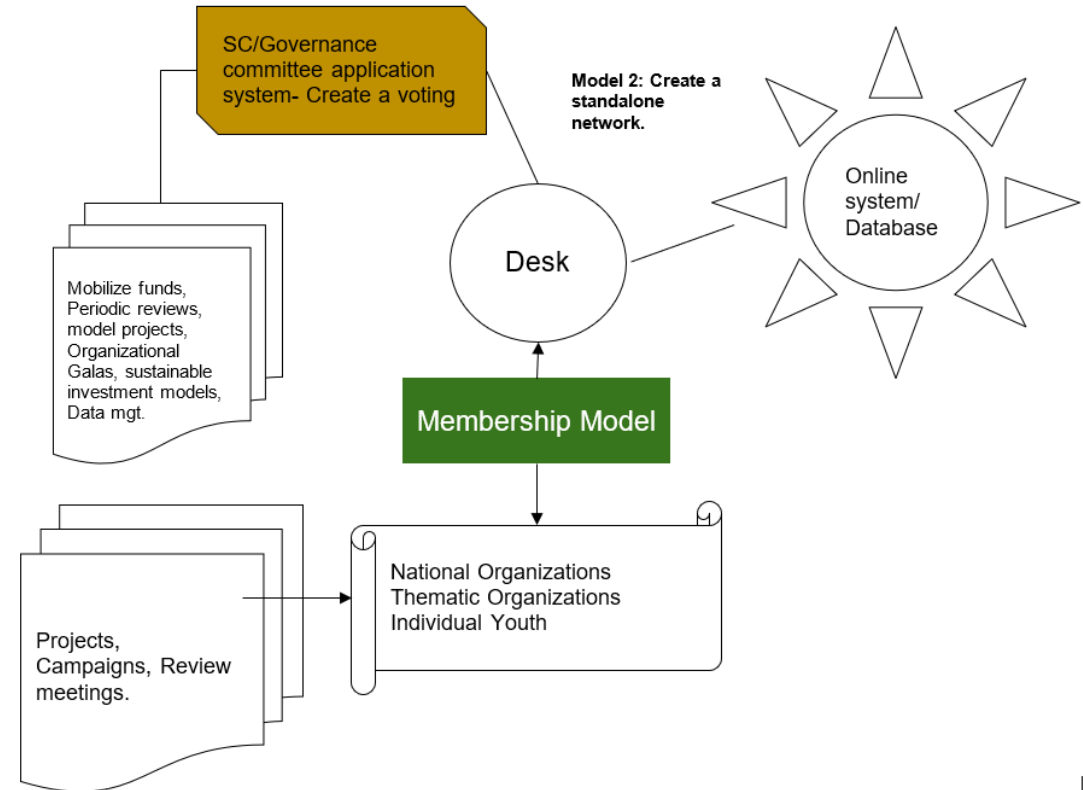 SC/Governance
committee application
system- Create a voting
Model 2: Create a
standalone
network.
Online
system/
Database
Desk
Mobilize funds,
Periodic reviews,
model projects,
Organizational
Galas, sustainable
investment models,
Data mgt.
Membership Model
National Organizations
Thematic Organizations
Individual Youth
Projects,
Campaigns, Review
meetings.